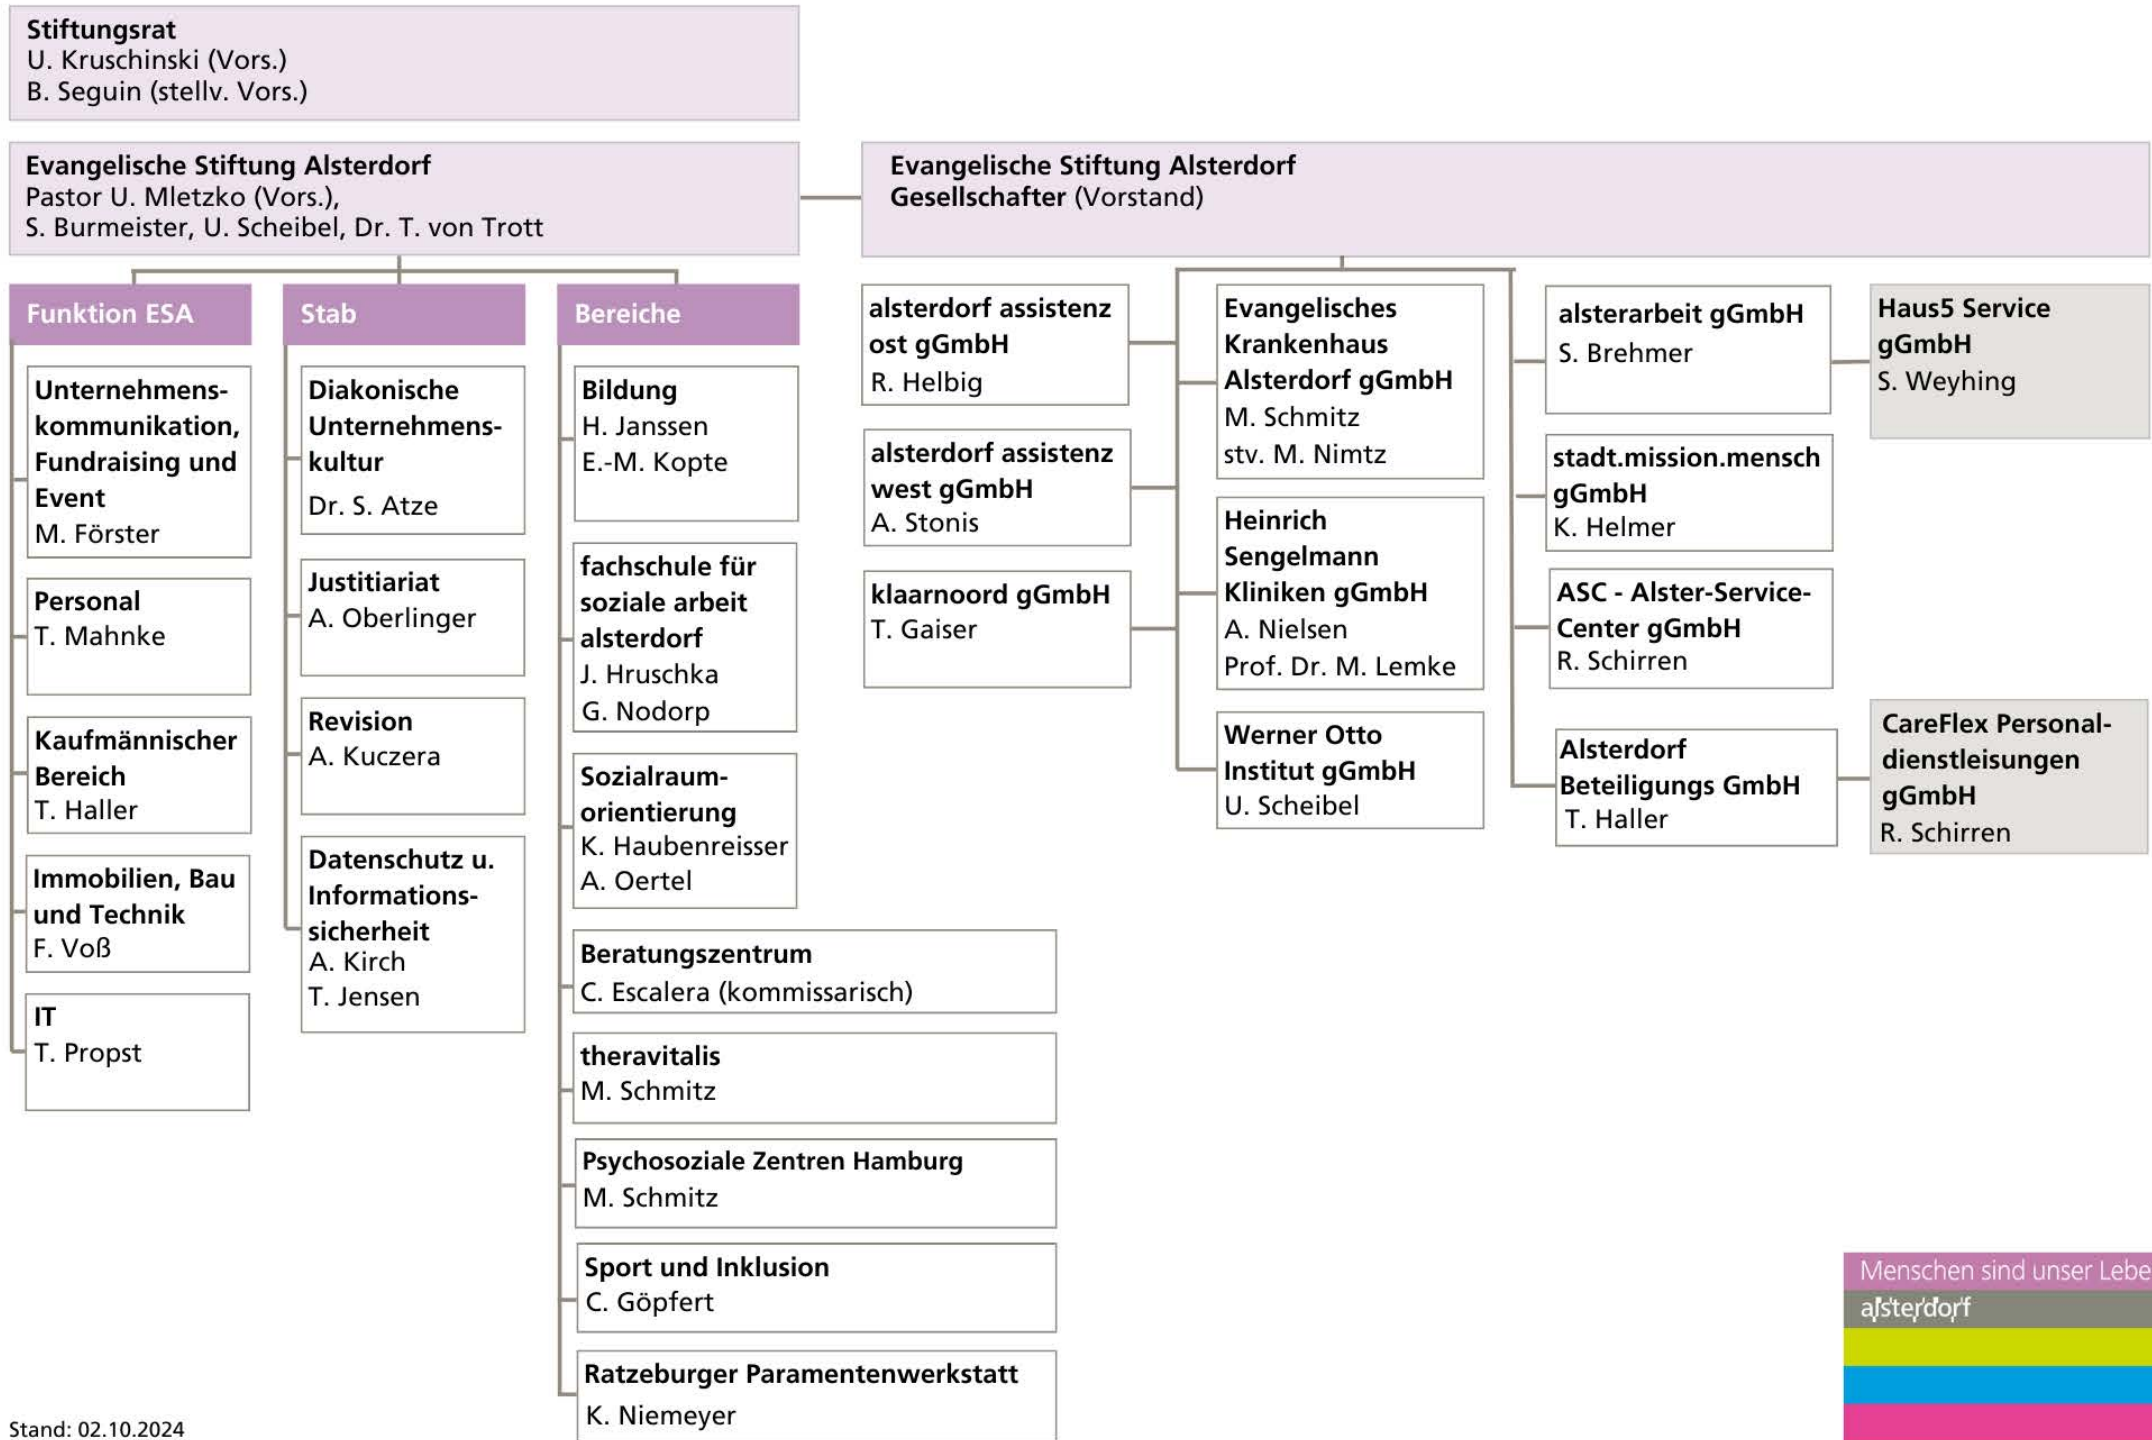 Stiftungsrat
U. Kruschinski (Vors.)
B. Seguin (stellv. Vors.)
Evangelische Stiftung Alsterdorf
Pastor U. Mletzko (Vors.),
S. Burmeister, U. Scheibel, Dr. T. von Trott
Evangelische Stiftung Alsterdorf
Gesellschafter (Vorstand)
Funktion ESA
Unternehmens-
kommunikation,
Fundraising und
Event
M. Förster
Personal
T. Mahnke
Kaufmännischer
Bereich
T. Haller
Immobilien, Bau
und Technik
F. Voß
IT
T. Propst
Stab
Diakonische
Unternehmens-
kultur
Dr. S. Atze
Justitiariat
A. Oberlinger
Revision
A. Kuczera
Datenschutz u.
Informations-
sicherheit
A. Kirch
T. Jensen
Bereiche
Bildung
H. Janssen
E.-M. Kopte
fachschule für
soziale arbeit
alsterdorf
J. Hruschka
G. Nodorp
Sozialraum-
orientierung
K. Haubenreisser
A. Oertel
Beratungszentrum
C. Escalera (kommissarisch)
theravitalis
M. Schmitz
Psychosoziale Zentren Hamburg
M. Schmitz
Sport und Inklusion
C. Göpfert
Ratzeburger Paramentenwerkstatt
K. Niemeyer
alsterdorf assistenz
ost gGmbH
R. Helbig
alsterdorf assistenz
west gGmbH
A. Stonis
klaarnoord gGmbH
T. Gaiser
Evangelisches
Krankenhaus
Alsterdorf gGmbH
M. Schmitz
stv. M. Nimtz
Heinrich
Sengelmann
Kliniken gGmbH
A. Nielsen
Prof. Dr. M. Lemke
Werner Otto
Institut gGmbH
U. Scheibel
alsterarbeit gGmbH
S. Brehmer
stadt.mission.mensch
gGmbH
K. Helmer
ASC - Alster-Service-
Center gGmbH
R. Schirren
Alsterdorf
Beteiligungs GmbH
T. Haller
Haus5 Service
gGmbH
S. Weyhing
CareFlex Personal-
dienstleisungen
gGmbH
R. Schirren
Menschen sind unser Lebe
alsterdorf
Stand: 02.10.2024